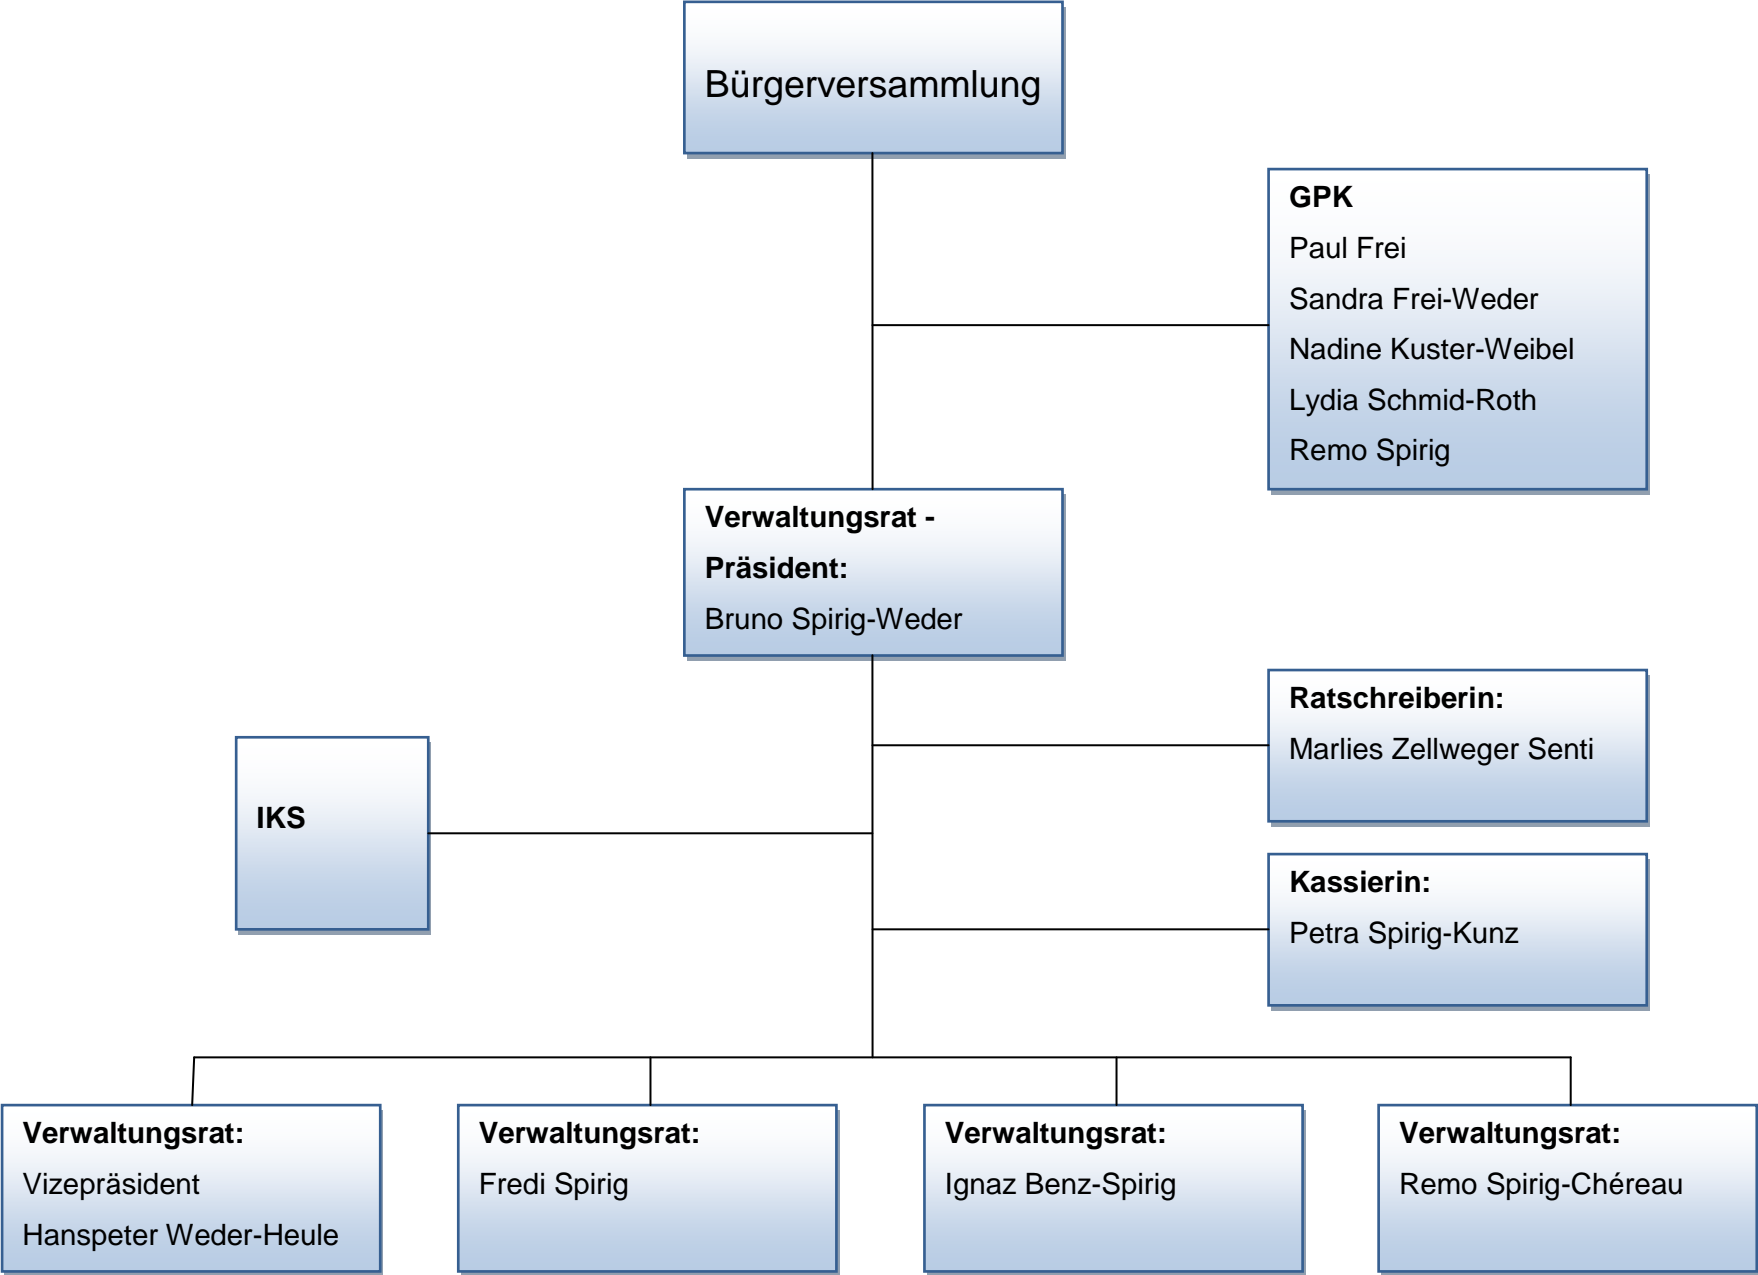 Bürgerversammlung
GPK
Paul Frei
Sandra Frei-Weder
Nadine Kuster-Weibel
Lydia Schmid-Roth
Remo Spirig
Verwaltungsrat -
Präsident:
Bruno Spirig-Weder
Ratschreiberin:
Marlies Zellweger Senti
IKS
Kassierin:
Petra Spirig-Kunz
Verwaltungsrat:
Vizepräsident
Hanspeter Weder-Heule
Verwaltungsrat:
Fredi Spirig
Verwaltungsrat:
Ignaz Benz-Spirig
Verwaltungsrat:
Remo Spirig-Chéreau